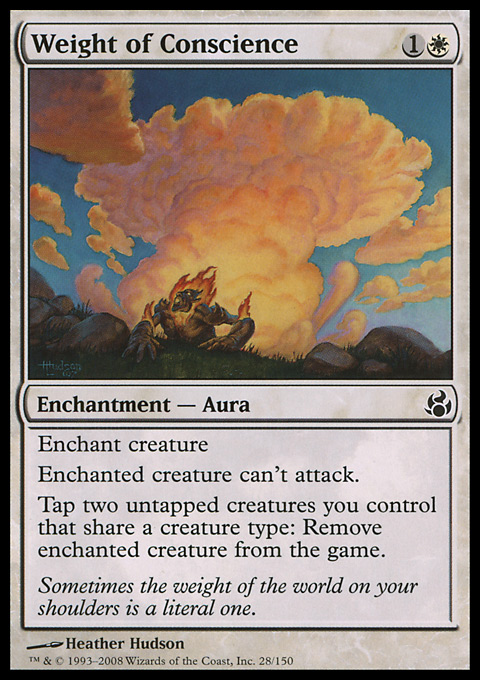 Weight of Conscience 1
Enchantment — Aura
Enchant creature
Enchanted creature can't attack.
Tap two untapped creatures you control
that share a creature type: Remove
enchanted creature from the game.
Sometimes the weight of the world on your
shoulders is a literal one.
Heather Hudson
™ & © 1993–2008 Wizards of the Coast, Inc. 28/150